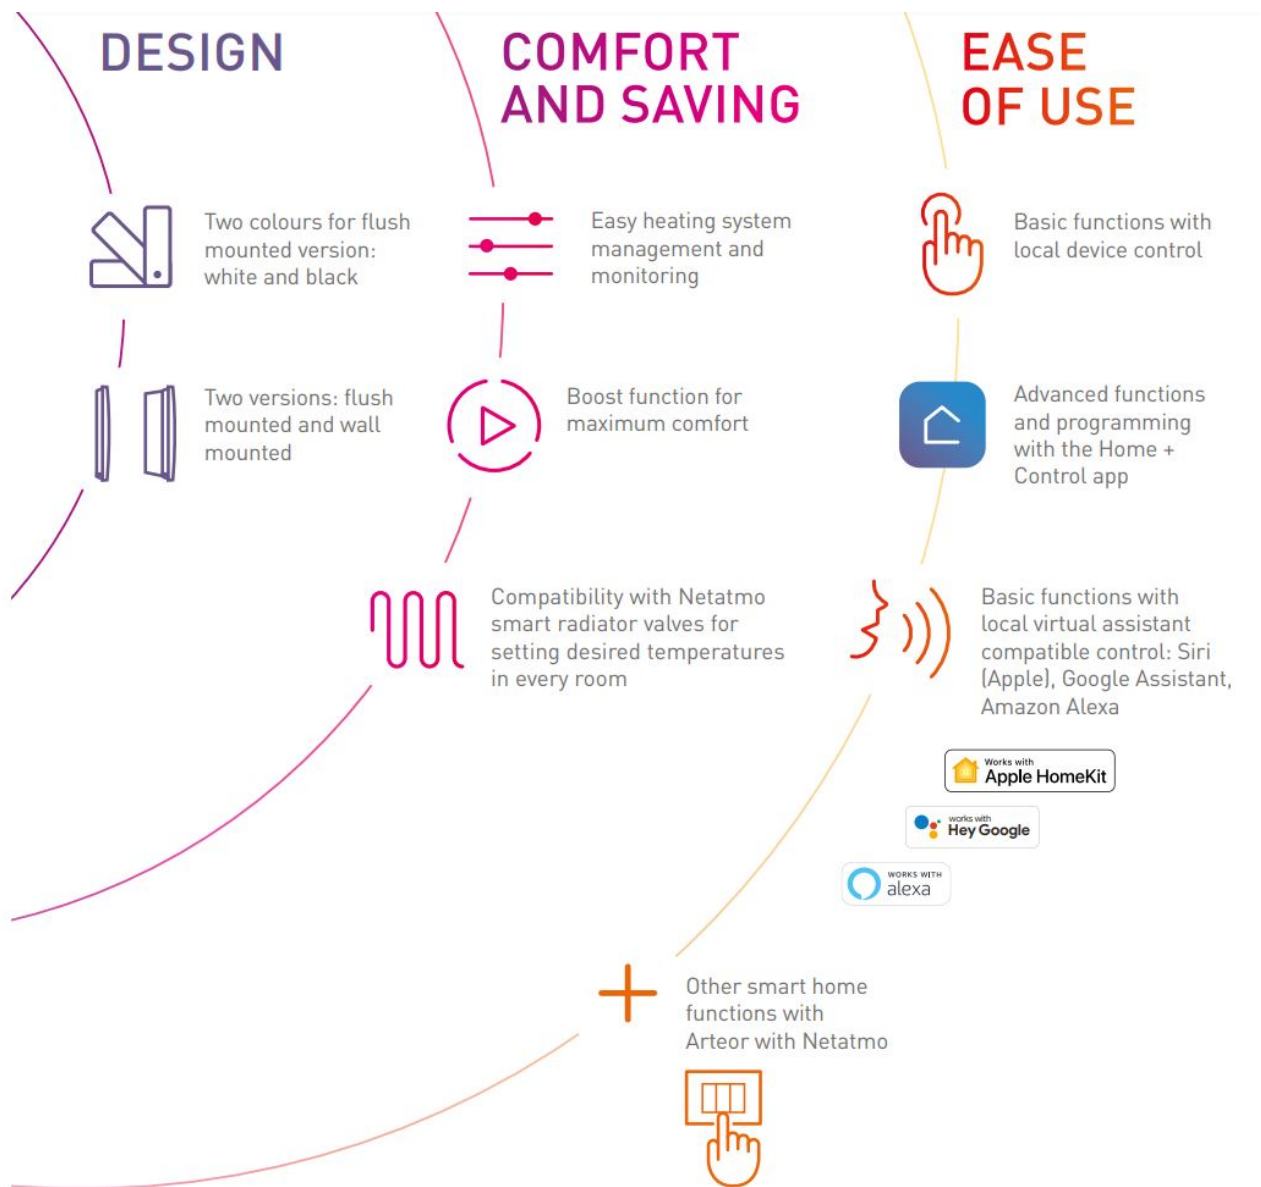 DESIGN
Two colours for flush
mounted version:
white and black
Two versions: flush
mounted and wall
mounted
COMFORT
AND SAVING
Easy heating system
management and
monitoring
Boost function for
maximum comfort
Compatibility with Netatmo
smart radiator valves for
setting desired temperatures
in every room
EASE
OF USE
Basic functions with
local device control
Advanced functions
and programming
with the Home +
Control app
Basic functions with
local virtual assistant
compatible control: Siri
(Apple), Google Assistant,
Amazon Alexa
Works with
Apple HomeKit
works with
Hey Google
WORKS WITH
alexa
Other smart home
functions with
Arteor with Netatmo